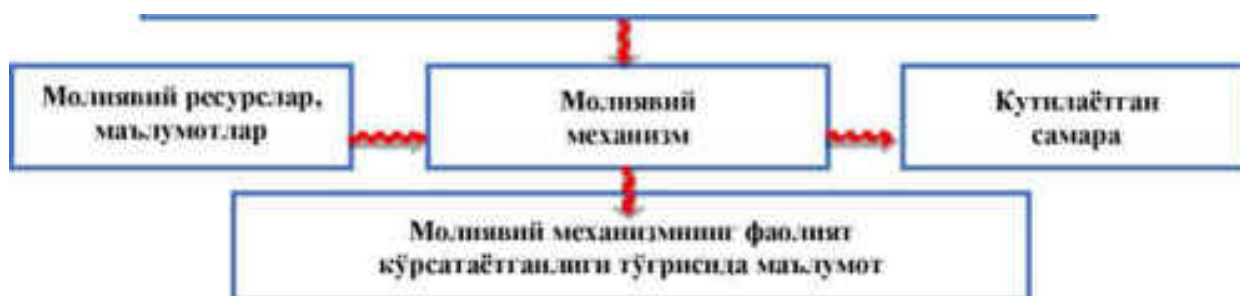 Молиявий ресурслар,
маълумотлар
Молиявий
механизм
Кутилаётган
самара
Молиявий механизмнинг фаолият
кўрсатаётганлиги тўғрисида маълумот